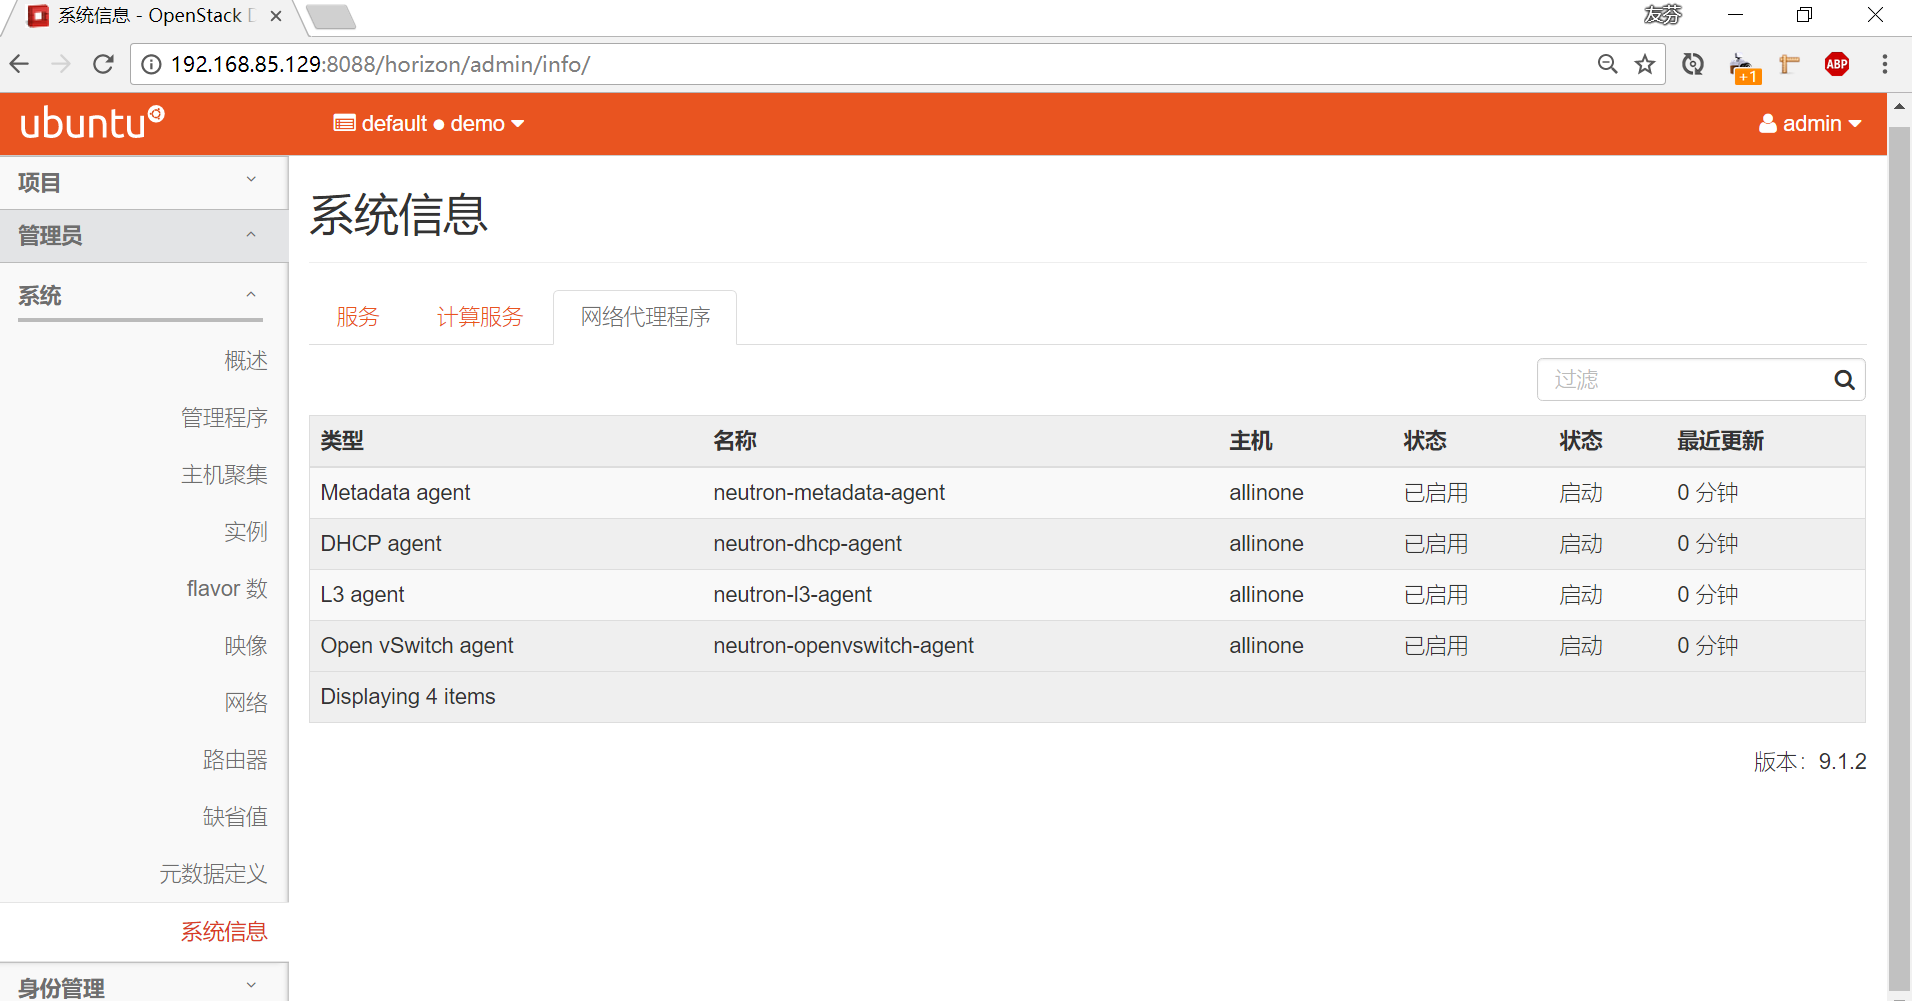 系统信息 - OpenStack
友芬
192.168.85.129:8088/horizon/admin/info/
+1
ABP
ubuntu
default ● demo
admin
项目
管理员
系统
概述
管理程序
主机聚集
实例
flavor 数
映像
网络
路由器
缺省值
元数据定义
系统信息
身份管理
系统信息
服务 计算服务 网络代理程序
过滤
类型 名称 主机 状态 状态 最近更新
Metadata agent neutron-metadata-agent allinone 已启用 启动 0 分钟
DHCP agent neutron-dhcp-agent allinone 已启用 启动 0 分钟
L3 agent neutron-l3-agent allinone 已启用 启动 0 分钟
Open vSwitch agent neutron-openvswitch-agent allinone 已启用 启动 0 分钟
Displaying 4 items
版本：9.1.2